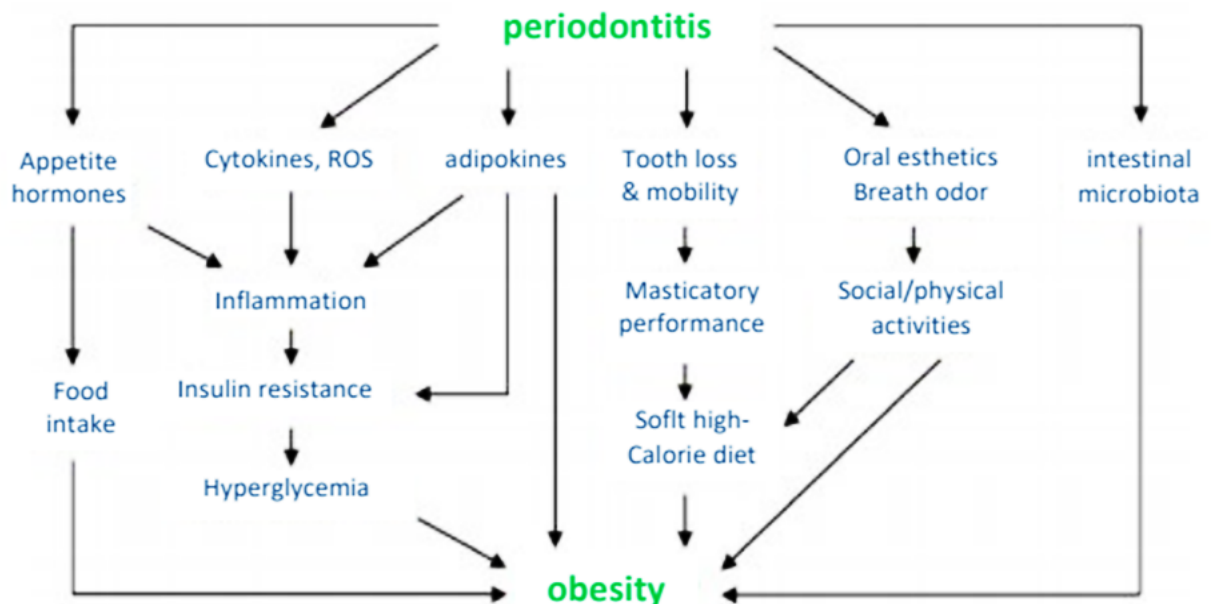 periodontitis
Appetite
hormones
Cytokines, ROS
adipokines
Tooth loss
& mobility
Oral esthetics
Breath odor
intestinal
microbiota
Inflammation
Masticatory
performance
Social/physical
activities
Food
intake
Insulin resistance
Soflt high-
Calorie diet
Hyperglycemia
obesity